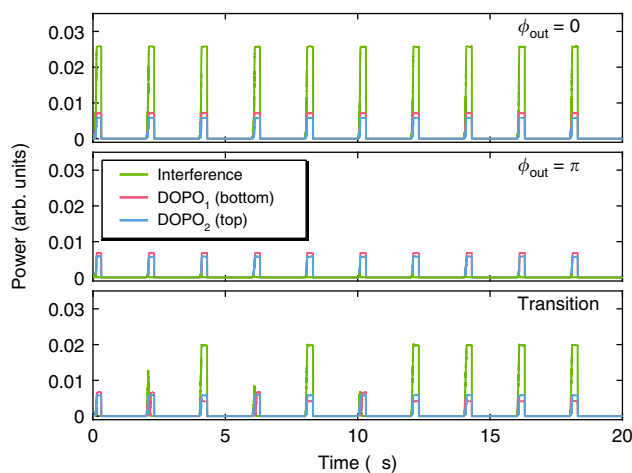 0.03
0.02
0.01
0
ϕout = 0
0.03
0.02
0.01
0
ϕout = π
Interference
DOPO1 (bottom)
DOPO2 (top)
Power (arb. units)
0.03
0.02
0.01
0
Transition
0 5 10 15 20
Time ( s)